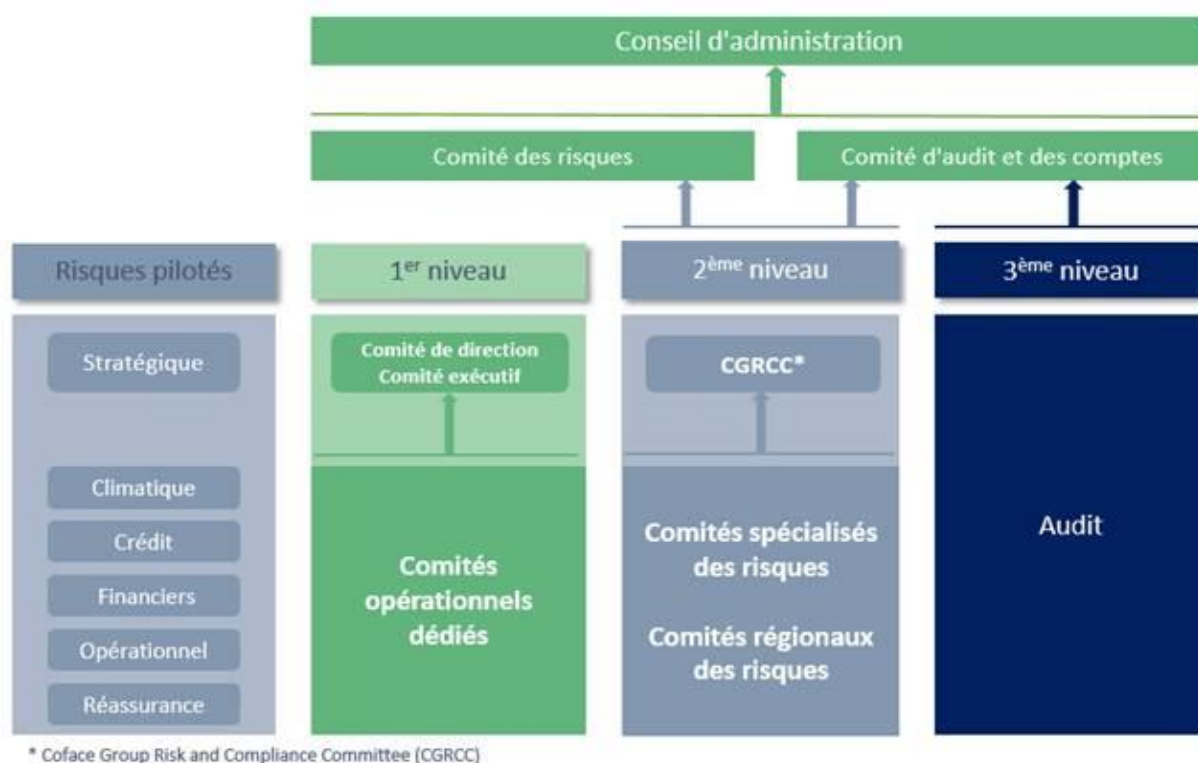 Conseil d'administration
Comité des risques
Comité d'audit et des comptes
Risques pilotés
1er niveau
2ème niveau
3ème niveau
Stratégique
Comité de direction
Comité exécutif
CGRCC*
Climatique
Crédit
Financiers
Opérationnel
Réassurance
Comités
opérationnels
dédiés
Comités spécialisés
des risques
Comités régionaux
des risques
Audit
* Coface Group Risk and Compliance Committee (CGRCC)